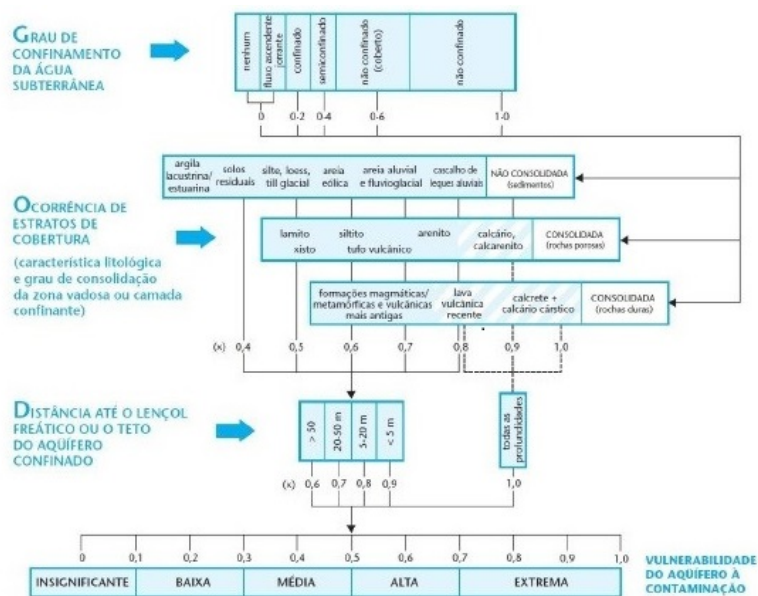 GRAU DE
CONFINAMENTO
DA ÁGUA
SUBTERRÂNEA
nenhum
fluxo ascendente
jorrante
confinado
semiconfinado
não confinado
(coberto)
não confinado
0 0·2 0·4 0·6 1·0
OCORRÊNCIA DE
ESTRATOS DE
COBERTURA
(característica litológica
e grau de consolidação
da zona vadosa ou camada
confinante)
argila
lacustrina/
estuarina
solos
residuais
silte, loess,
till glacial
areia
eólica
areia aluvial
e fluvioglacial
cascalho de
leques aluviais
NÃO CONSOLIDADA
(sedimentos)
lamito
xisto
siltito
tufo vulcânico
arenito
calcário,
calcarenito
CONSOLIDADA
(rochas porosas)
formações magmáticas/
metamórficas e vulcânicas
mais antigas
lava
vulcânica
recente
calcrete +
calcário cárstico
CONSOLIDADA
(rochas duras)
(x) 0,4 0,5 0,6 0,7 0,8 0,9 1,0
DISTÂNCIA ATÉ O LENÇOL
FREÁTICO OU O TETO
DO AQÜÍFERO
CONFINADO
> 50
20-50 m
5-20 m
< 5 m
todas as
profundidades
(x) 0,6 0,7 0,8 0,9 1,0
0 0,1 0,2 0,3 0,4 0,5 0,6 0,7 0,8 0,9 1,0
INSIGNIFICANTE BAIXA MÉDIA ALTA EXTREMA
VULNERABILIDADE
DO AQÜÍFERO À
CONTAMINAÇÃO